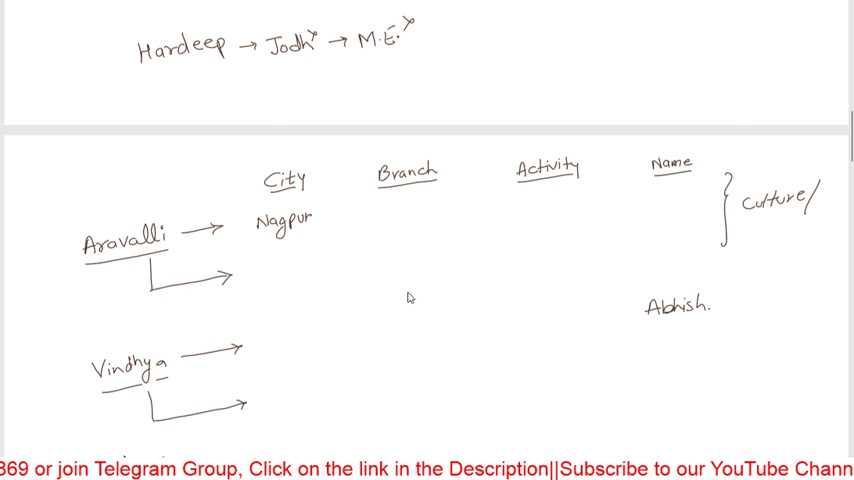 Hardeep → Jodhˣ → M.E.ˣ
City Branch Activity Name
Culture/
Nagpur
Aravalli →
Abhish.
Vindhya →
369 or join Telegram Group, Click on the link in the Description||Subscribe to our YouTube Chann